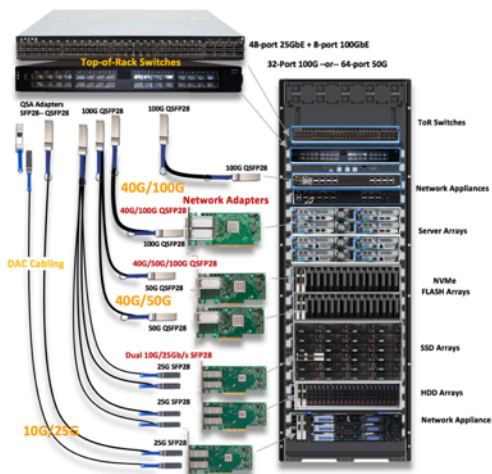 48-port 25GbE + 8-port 100GbE
Top-of-Rack Switches
32-Port 100G –or-- 64-port 50G
QSA Adapters
SFP28-- QSFP28
100G QSFP28
100G QSFP28
ToR Switches
100G QSFP28
40G/100G
Network Appliances
40G/100G QSFP28
Network Adapters
100G QSFP28
Server Arrays
DAC Cabling
40G/50G/100G QSFP28
50G QSFP28
NVMe
FLASH Arrays
40G/50G
50G QSFP28
SSD Arrays
Dual 10G/25Gb/s SFP28
25G SFP28
HDD Arrays
25G SFP28
Network Appliance
10G/25G
25G SFP28